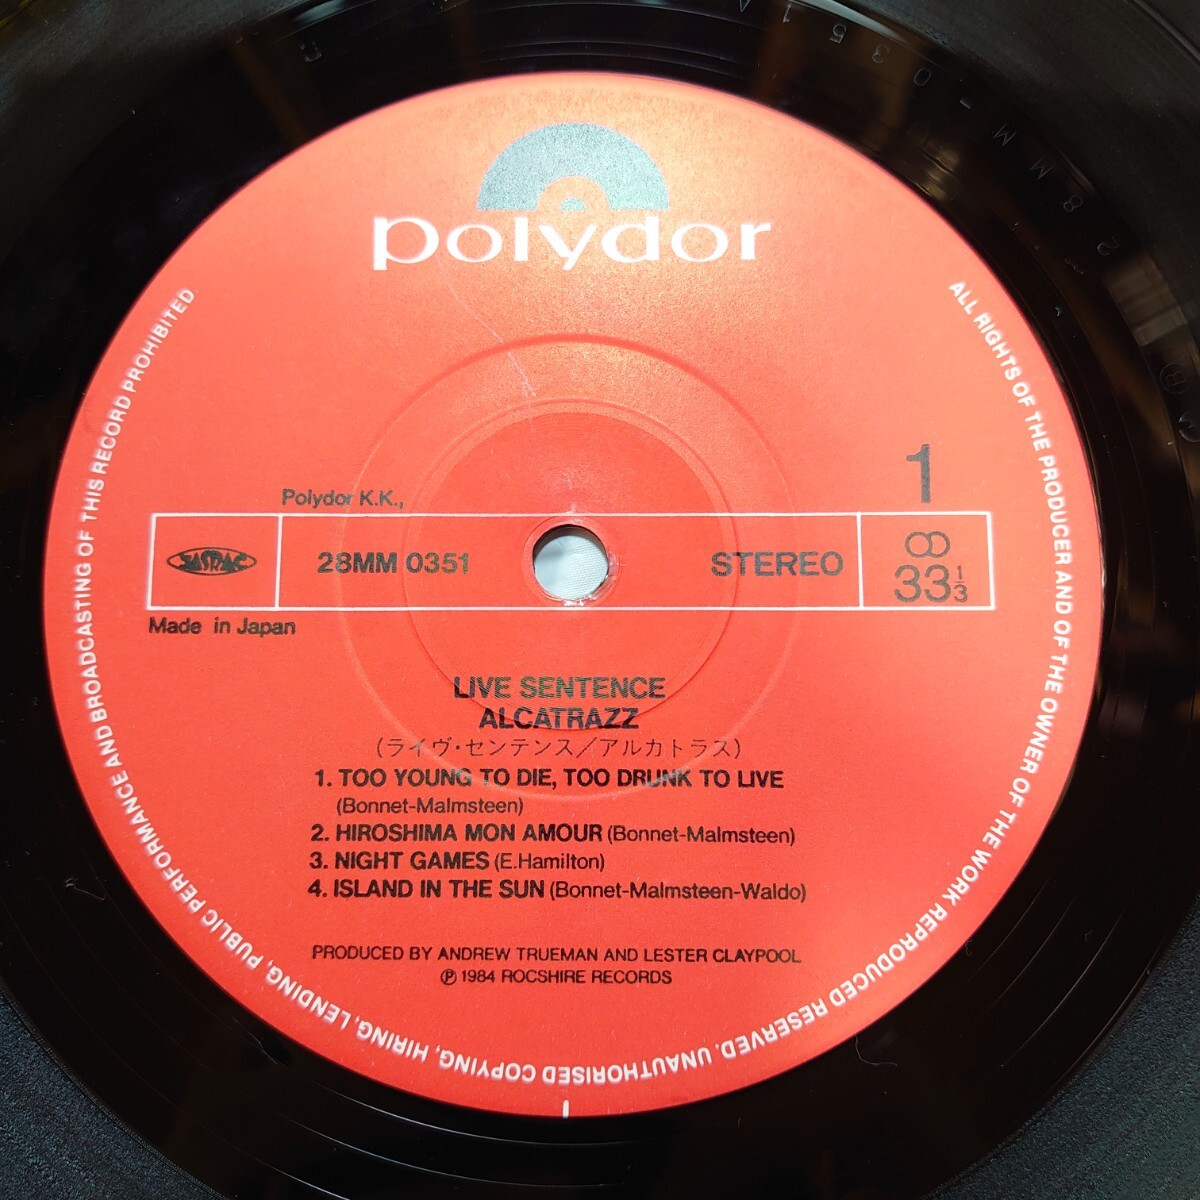 polydor
1
Polydor K.K.,
JASRAC
28MM 0351
STEREO
33 1/3
Made in Japan
LIVE SENTENCE
ALCATRAZZ
(ライヴ・センテンス／アルカトラス)
1. TOO YOUNG TO DIE, TOO DRUNK TO LIVE
(Bonnet-Malmsteen)
2. HIROSHIMA MON AMOUR (Bonnet-Malmsteen)
3. NIGHT GAMES (E.Hamilton)
4. ISLAND IN THE SUN (Bonnet-Malmsteen-Waldo)
PRODUCED BY ANDREW TRUEMAN AND LESTER CLAYPOOL
℗ 1984 ROCSHIRE RECORDS
ALL RIGHTS OF THE PRODUCER AND OF THE OWNER OF THE WORK REPRODUCED RESERVED. UNAUTHORISED COPYING, HIRING, LENDING, PUBLIC PERFORMANCE AND BROADCASTING OF THIS RECORD PROHIBITED